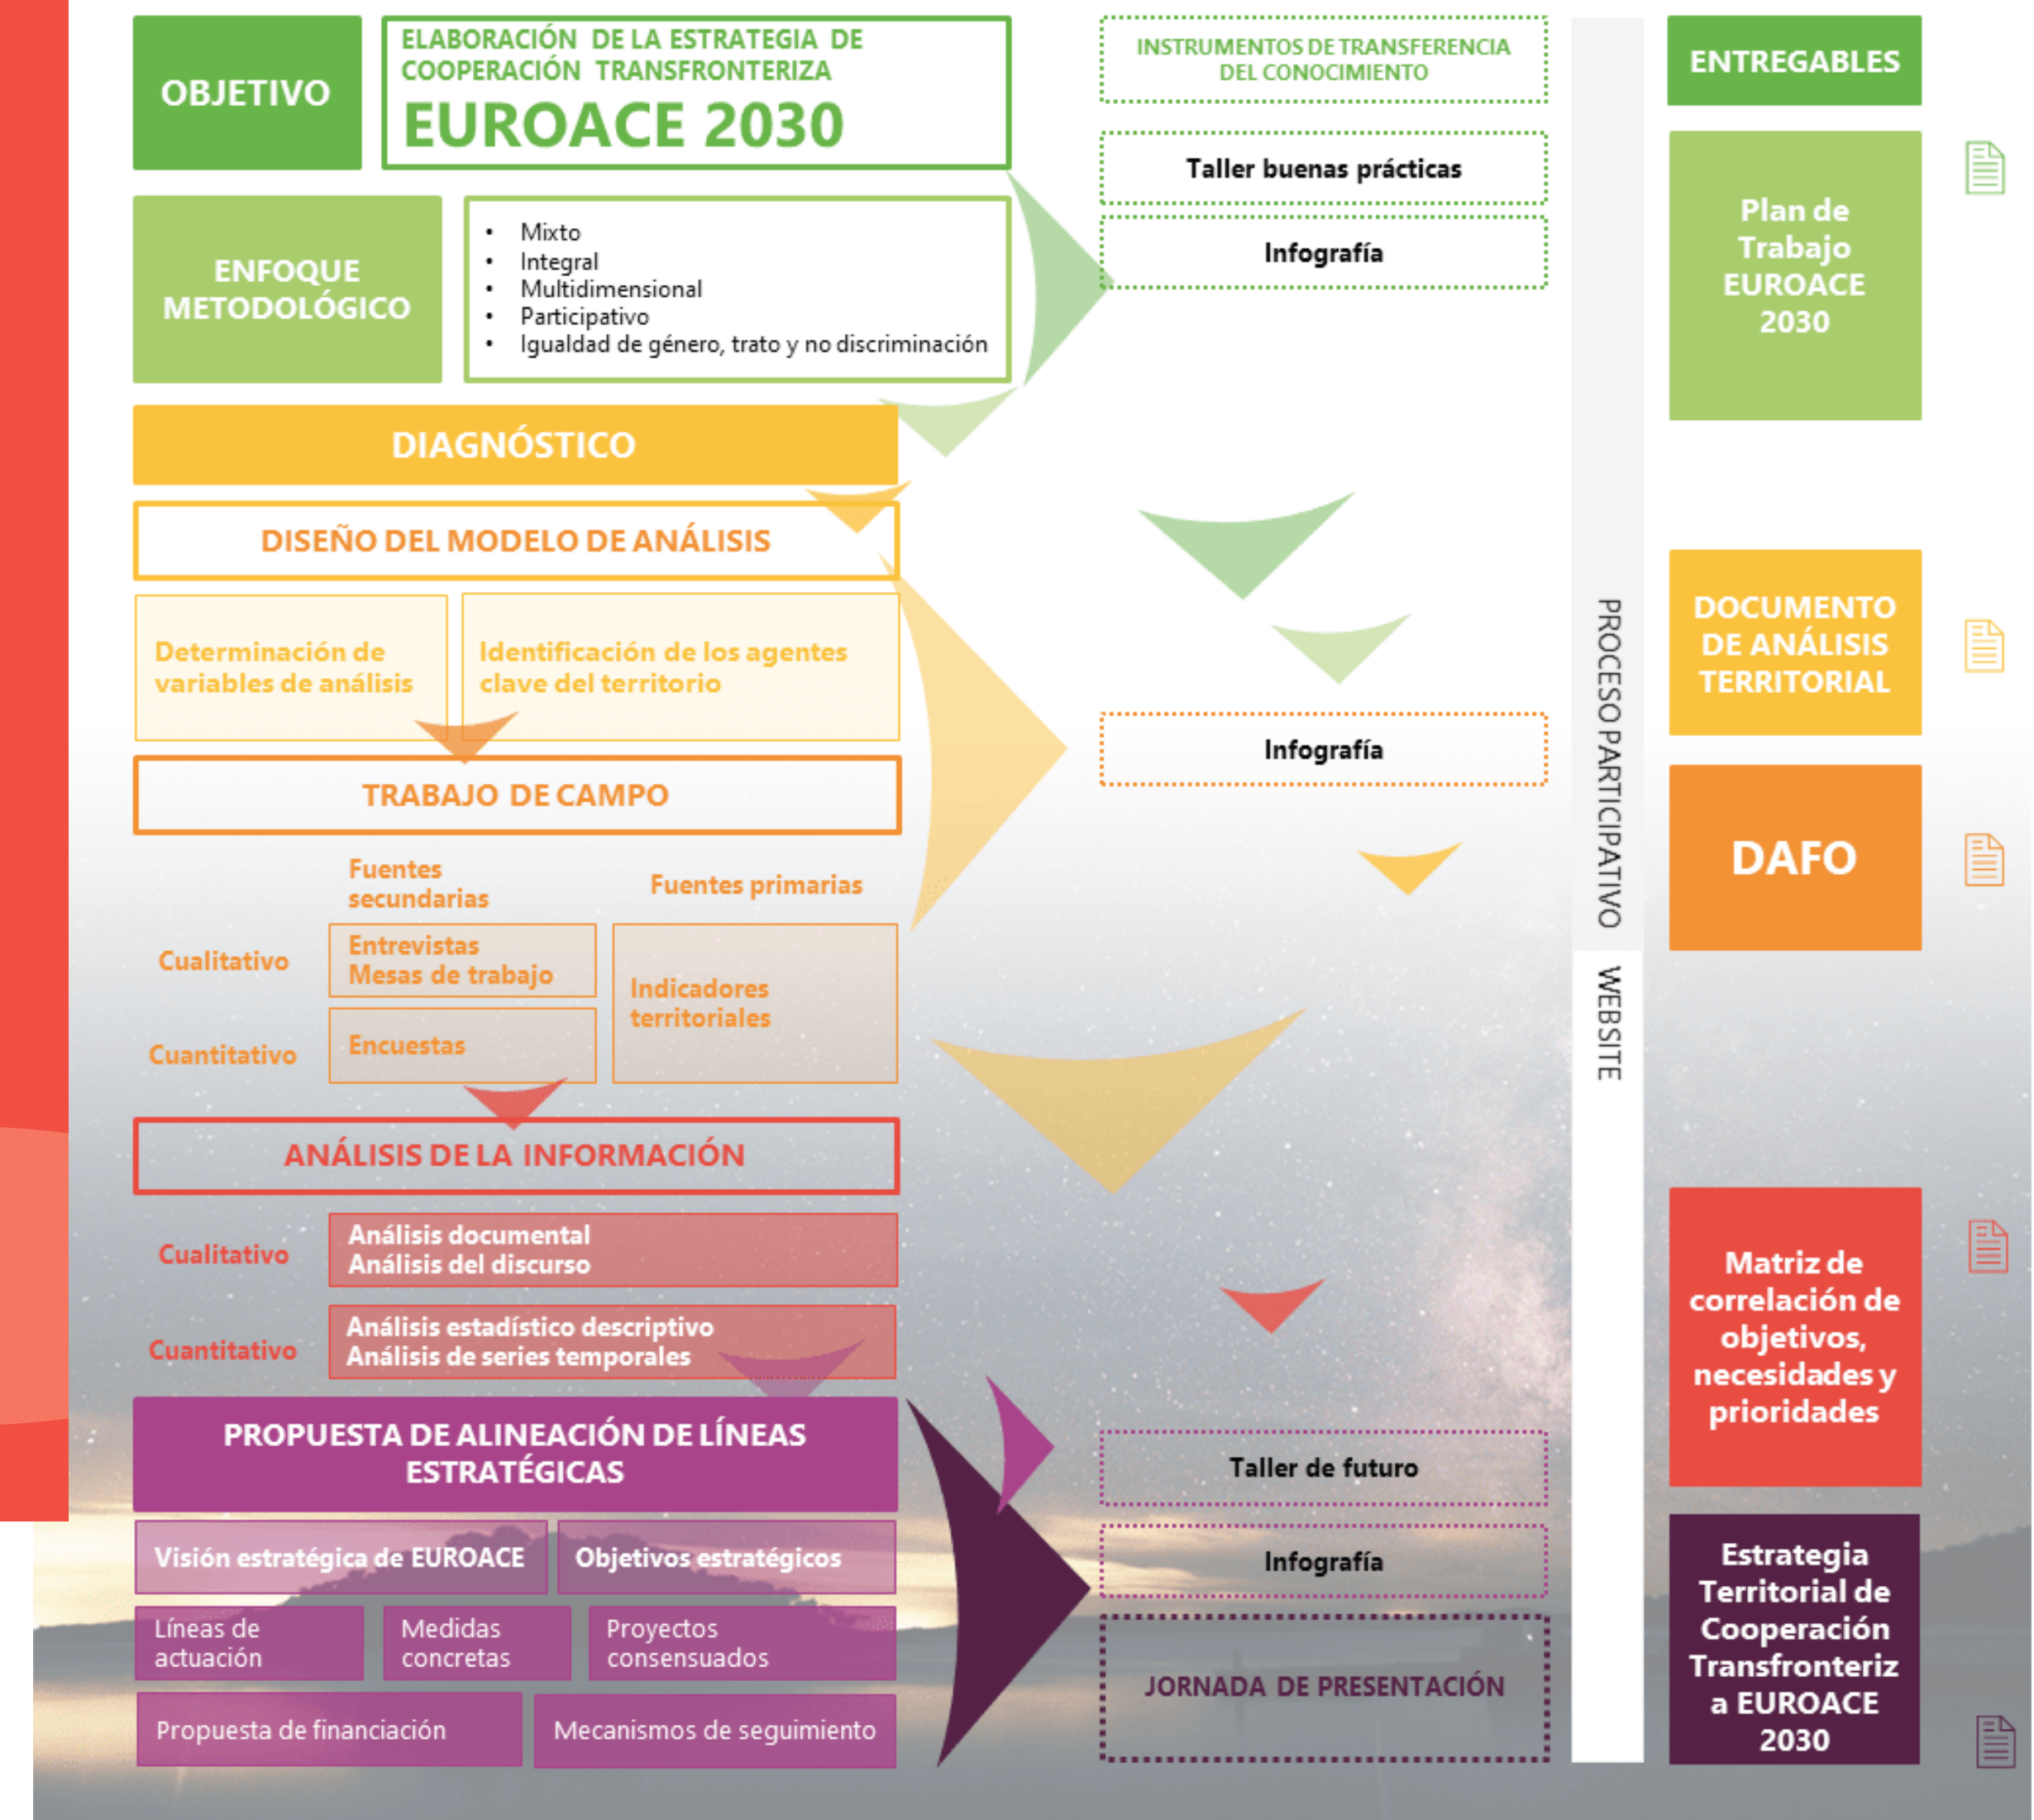 OBJETIVO
ELABORACIÓN DE LA ESTRATEGIA DE
COOPERACIÓN TRANSFRONTERIZA
EUROACE 2030
ENFOQUE
METODOLÓGICO
• Mixto
• Integral
• Multidimensional
• Participativo
• Igualdad de género, trato y no discriminación
DIAGNÓSTICO
DISEÑO DEL MODELO DE ANÁLISIS
Determinación de
variables de análisis
Identificación de los agentes
clave del territorio
TRABAJO DE CAMPO
Fuentes
secundarias
Fuentes primarias
Cualitativo
Entrevistas
Mesas de trabajo
Indicadores
territoriales
Cuantitativo
Encuestas
ANÁLISIS DE LA INFORMACIÓN
Cualitativo
Análisis documental
Análisis del discurso
Cuantitativo
Análisis estadístico descriptivo
Análisis de series temporales
PROPUESTA DE ALINEACIÓN DE LÍNEAS
ESTRATÉGICAS
Visión estratégica de EUROACE
Objetivos estratégicos
Líneas de
actuación
Medidas
concretas
Proyectos
consensuados
Propuesta de financiación
Mecanismos de seguimiento
INSTRUMENTOS DE TRANSFERENCIA
DEL CONOCIMIENTO
Taller buenas prácticas
Infografía
Infografía
Taller de futuro
Infografía
JORNADA DE PRESENTACIÓN
PROCESO PARTICIPATIVO
WEBSITE
ENTREGABLES
Plan de
Trabajo
EUROACE
2030
DOCUMENTO
DE ANÁLISIS
TERRITORIAL
DAFO
Matriz de
correlación de
objetivos,
necesidades y
prioridades
Estrategia
Territorial de
Cooperación
Transfronteriz
a EUROACE
2030